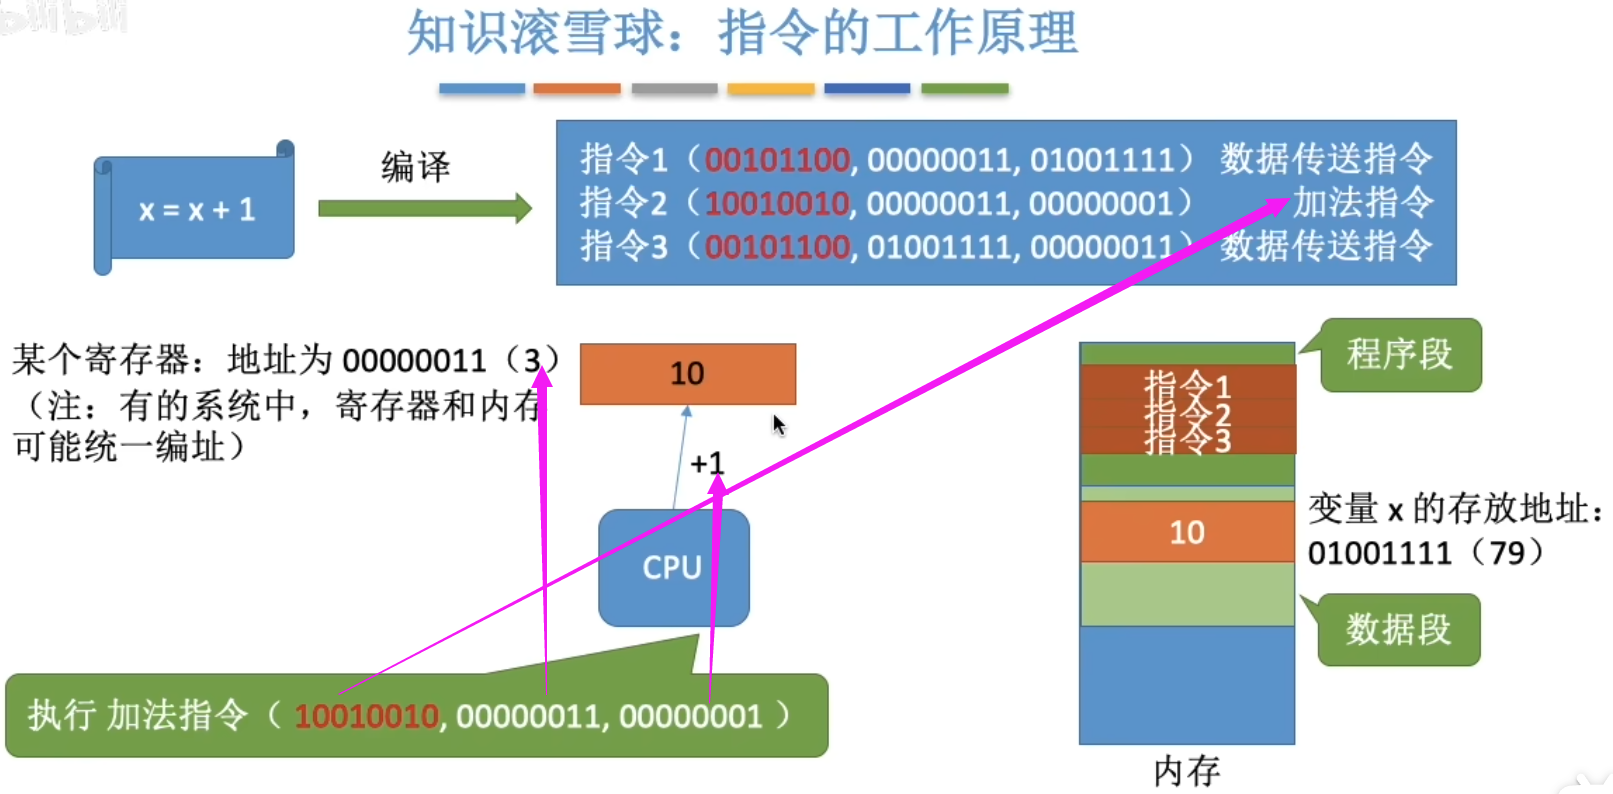 bilibili
知识滚雪球：指令的工作原理
x = x + 1
编译
指令1（00101100, 00000011, 01001111） 数据传送指令
指令2（10010010, 00000011, 00000001） 加法指令
指令3（00101100, 01001111, 00000011） 数据传送指令
某个寄存器：地址为 00000011（3）
（注：有的系统中，寄存器和内存
可能统一编址）
10
+1
CPU
执行 加法指令（ 10010010, 00000011, 00000001 ）
程序段
指令1
指令2
指令3
10
变量 x 的存放地址：
01001111（79）
数据段
内存